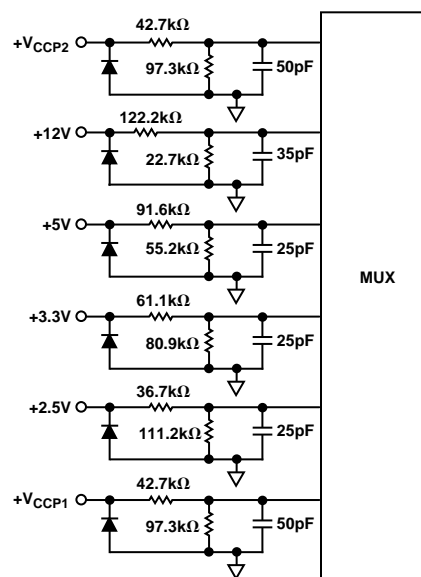 42.7kΩ
+VCCP2
97.3kΩ
50pF
122.2kΩ
+12V
22.7kΩ
35pF
91.6kΩ
+5V
55.2kΩ
25pF
MUX
61.1kΩ
+3.3V
80.9kΩ
25pF
36.7kΩ
+2.5V
111.2kΩ
25pF
42.7kΩ
+VCCP1
97.3kΩ
50pF